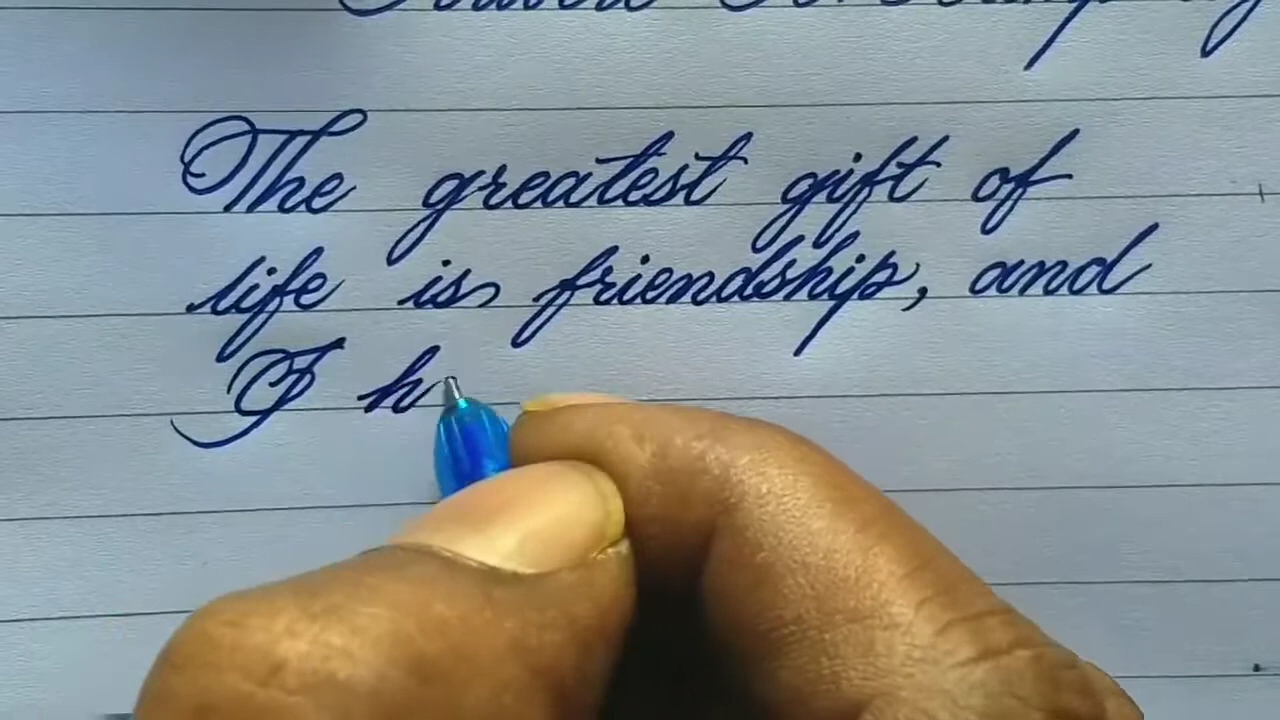 The greatest gift of
life is friendship, and
I h